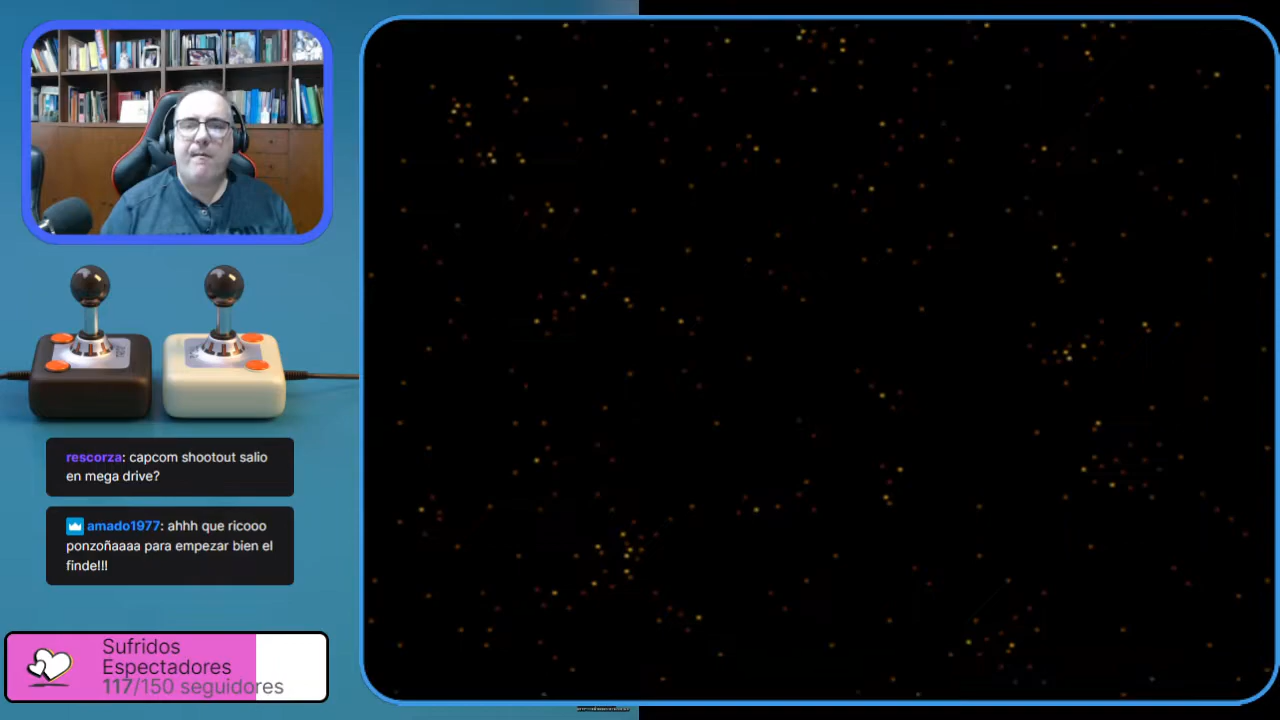 rescorza: capcom shootout salio
en mega drive?
amado1977: ahhh que ricooo
ponzoñaaaa para empezar bien el
finde!!!
Sufridos
Espectadores
117/150 seguidores